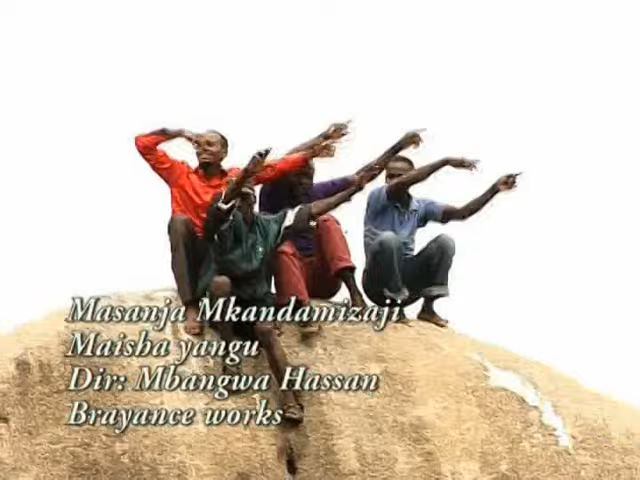 Masanja Mkandamizaji
Maisha yangu
Dir: Mbangwa Hassan
Brayance works